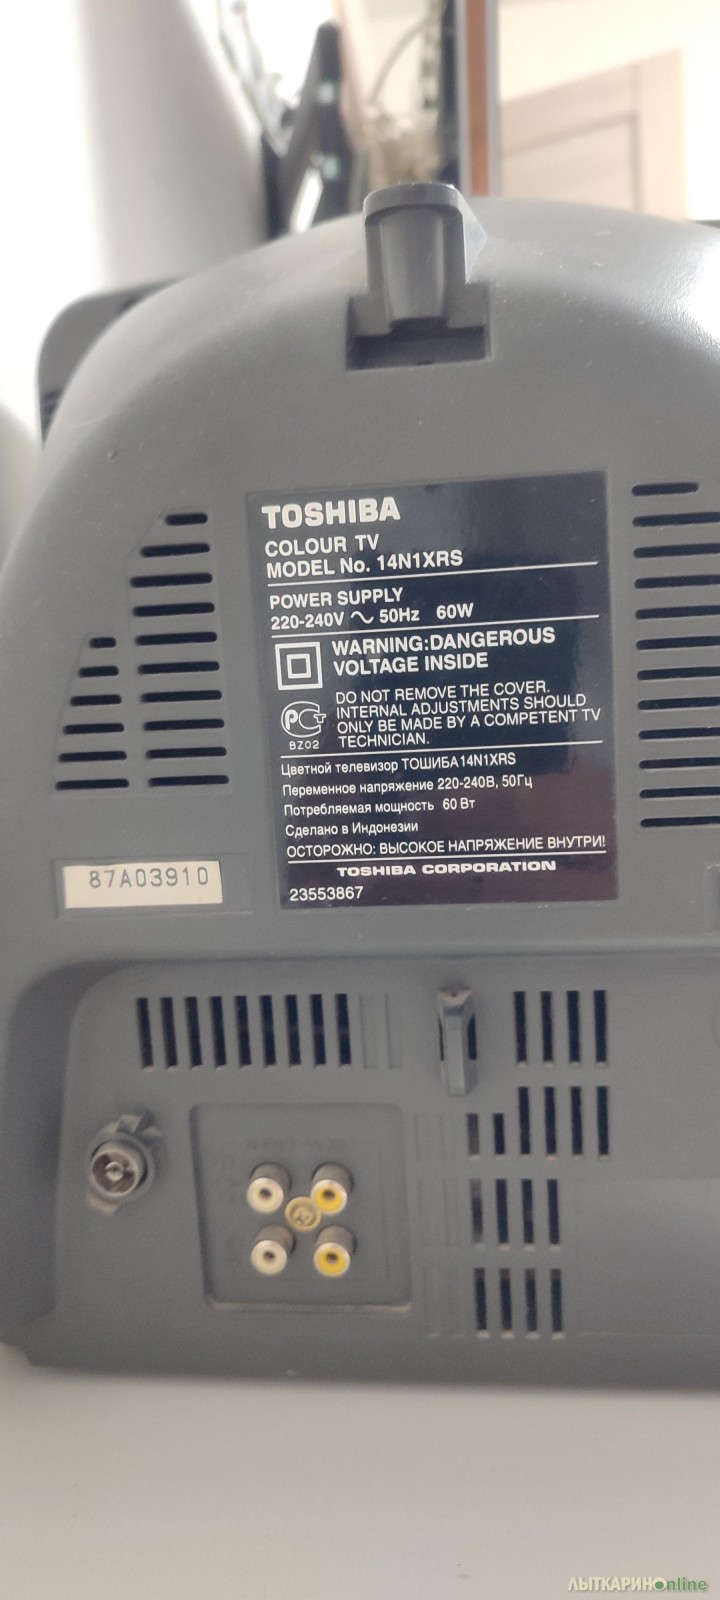 TOSHIBA
COLOUR TV
MODEL No. 14N1XRS
POWER SUPPLY
220-240V ∿ 50Hz 60W
WARNING:DANGEROUS
VOLTAGE INSIDE
DO NOT REMOVE THE COVER.
INTERNAL ADJUSTMENTS SHOULD
ONLY BE MADE BY A COMPETENT TV
TECHNICIAN.
РСТ
BZ02
Цветной телевизор ТОШИБА14N1XRS
Переменное напряжение 220-240В, 50Гц
Потребляемая мощность 60 Вт
Сделано в Индонезии
ОСТОРОЖНО: ВЫСОКОЕ НАПРЯЖЕНИЕ ВНУТРИ!
TOSHIBA CORPORATION
23553867
87A03910
ЛЫТКАРИНОnline